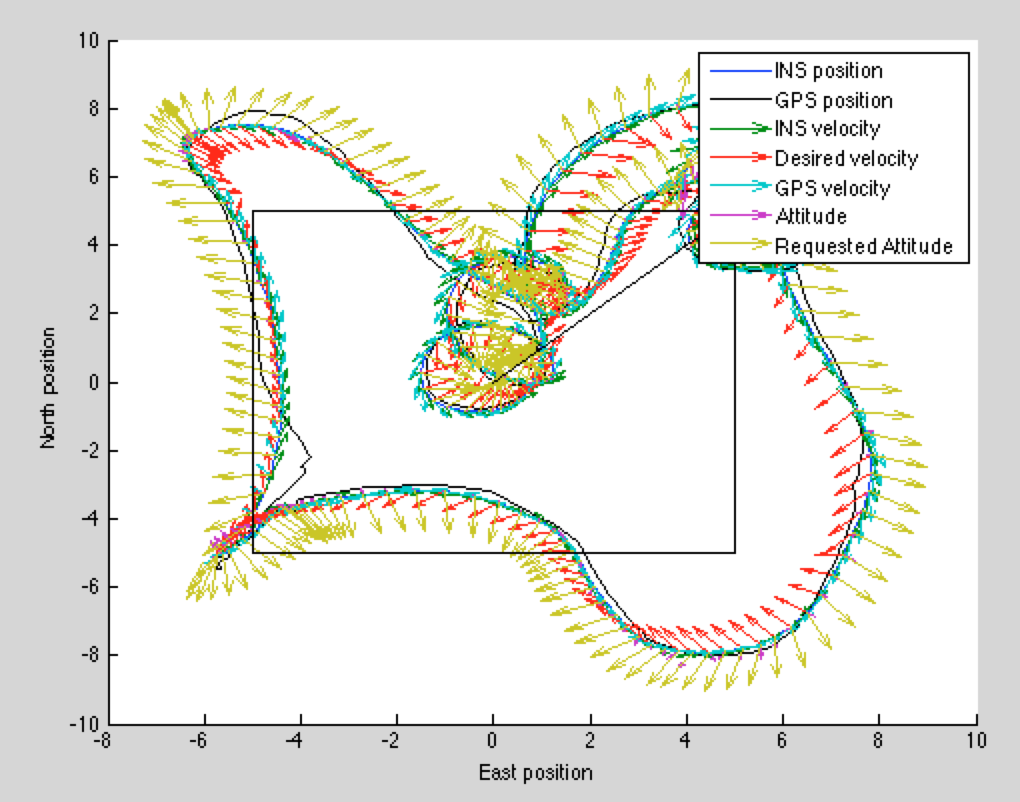 10
8
6
4
2
0
-2
-4
-6
-8
-10
North position
INS position
GPS position
INS velocity
Desired velocity
GPS velocity
Attitude
Requested Attitude
-8 -6 -4 -2 0 2 4 6 8 10
East position